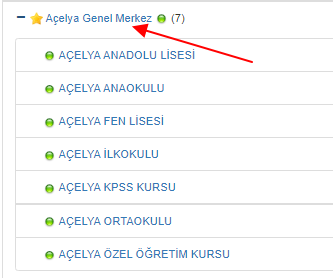 Açelya Genel Merkez (7)
AÇELYA ANADOLU LİSESİ
AÇELYA ANAOKULU
AÇELYA FEN LİSESİ
AÇELYA İLKOKULU
AÇELYA KPSS KURSU
AÇELYA ORTAOKULU
AÇELYA ÖZEL ÖĞRETİM KURSU